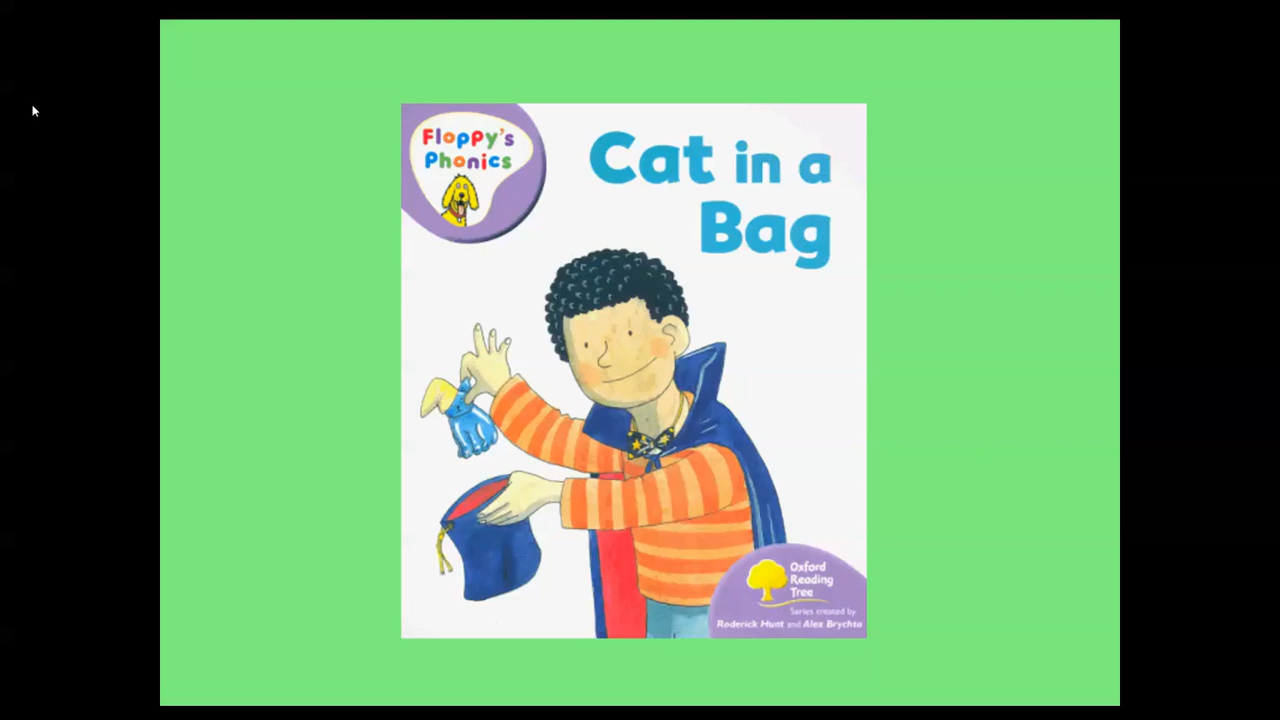 Floppy's
Phonics
Cat in a
Bag
Oxford
Reading
Tree
Series created by
Roderick Hunt and Alex Brychta